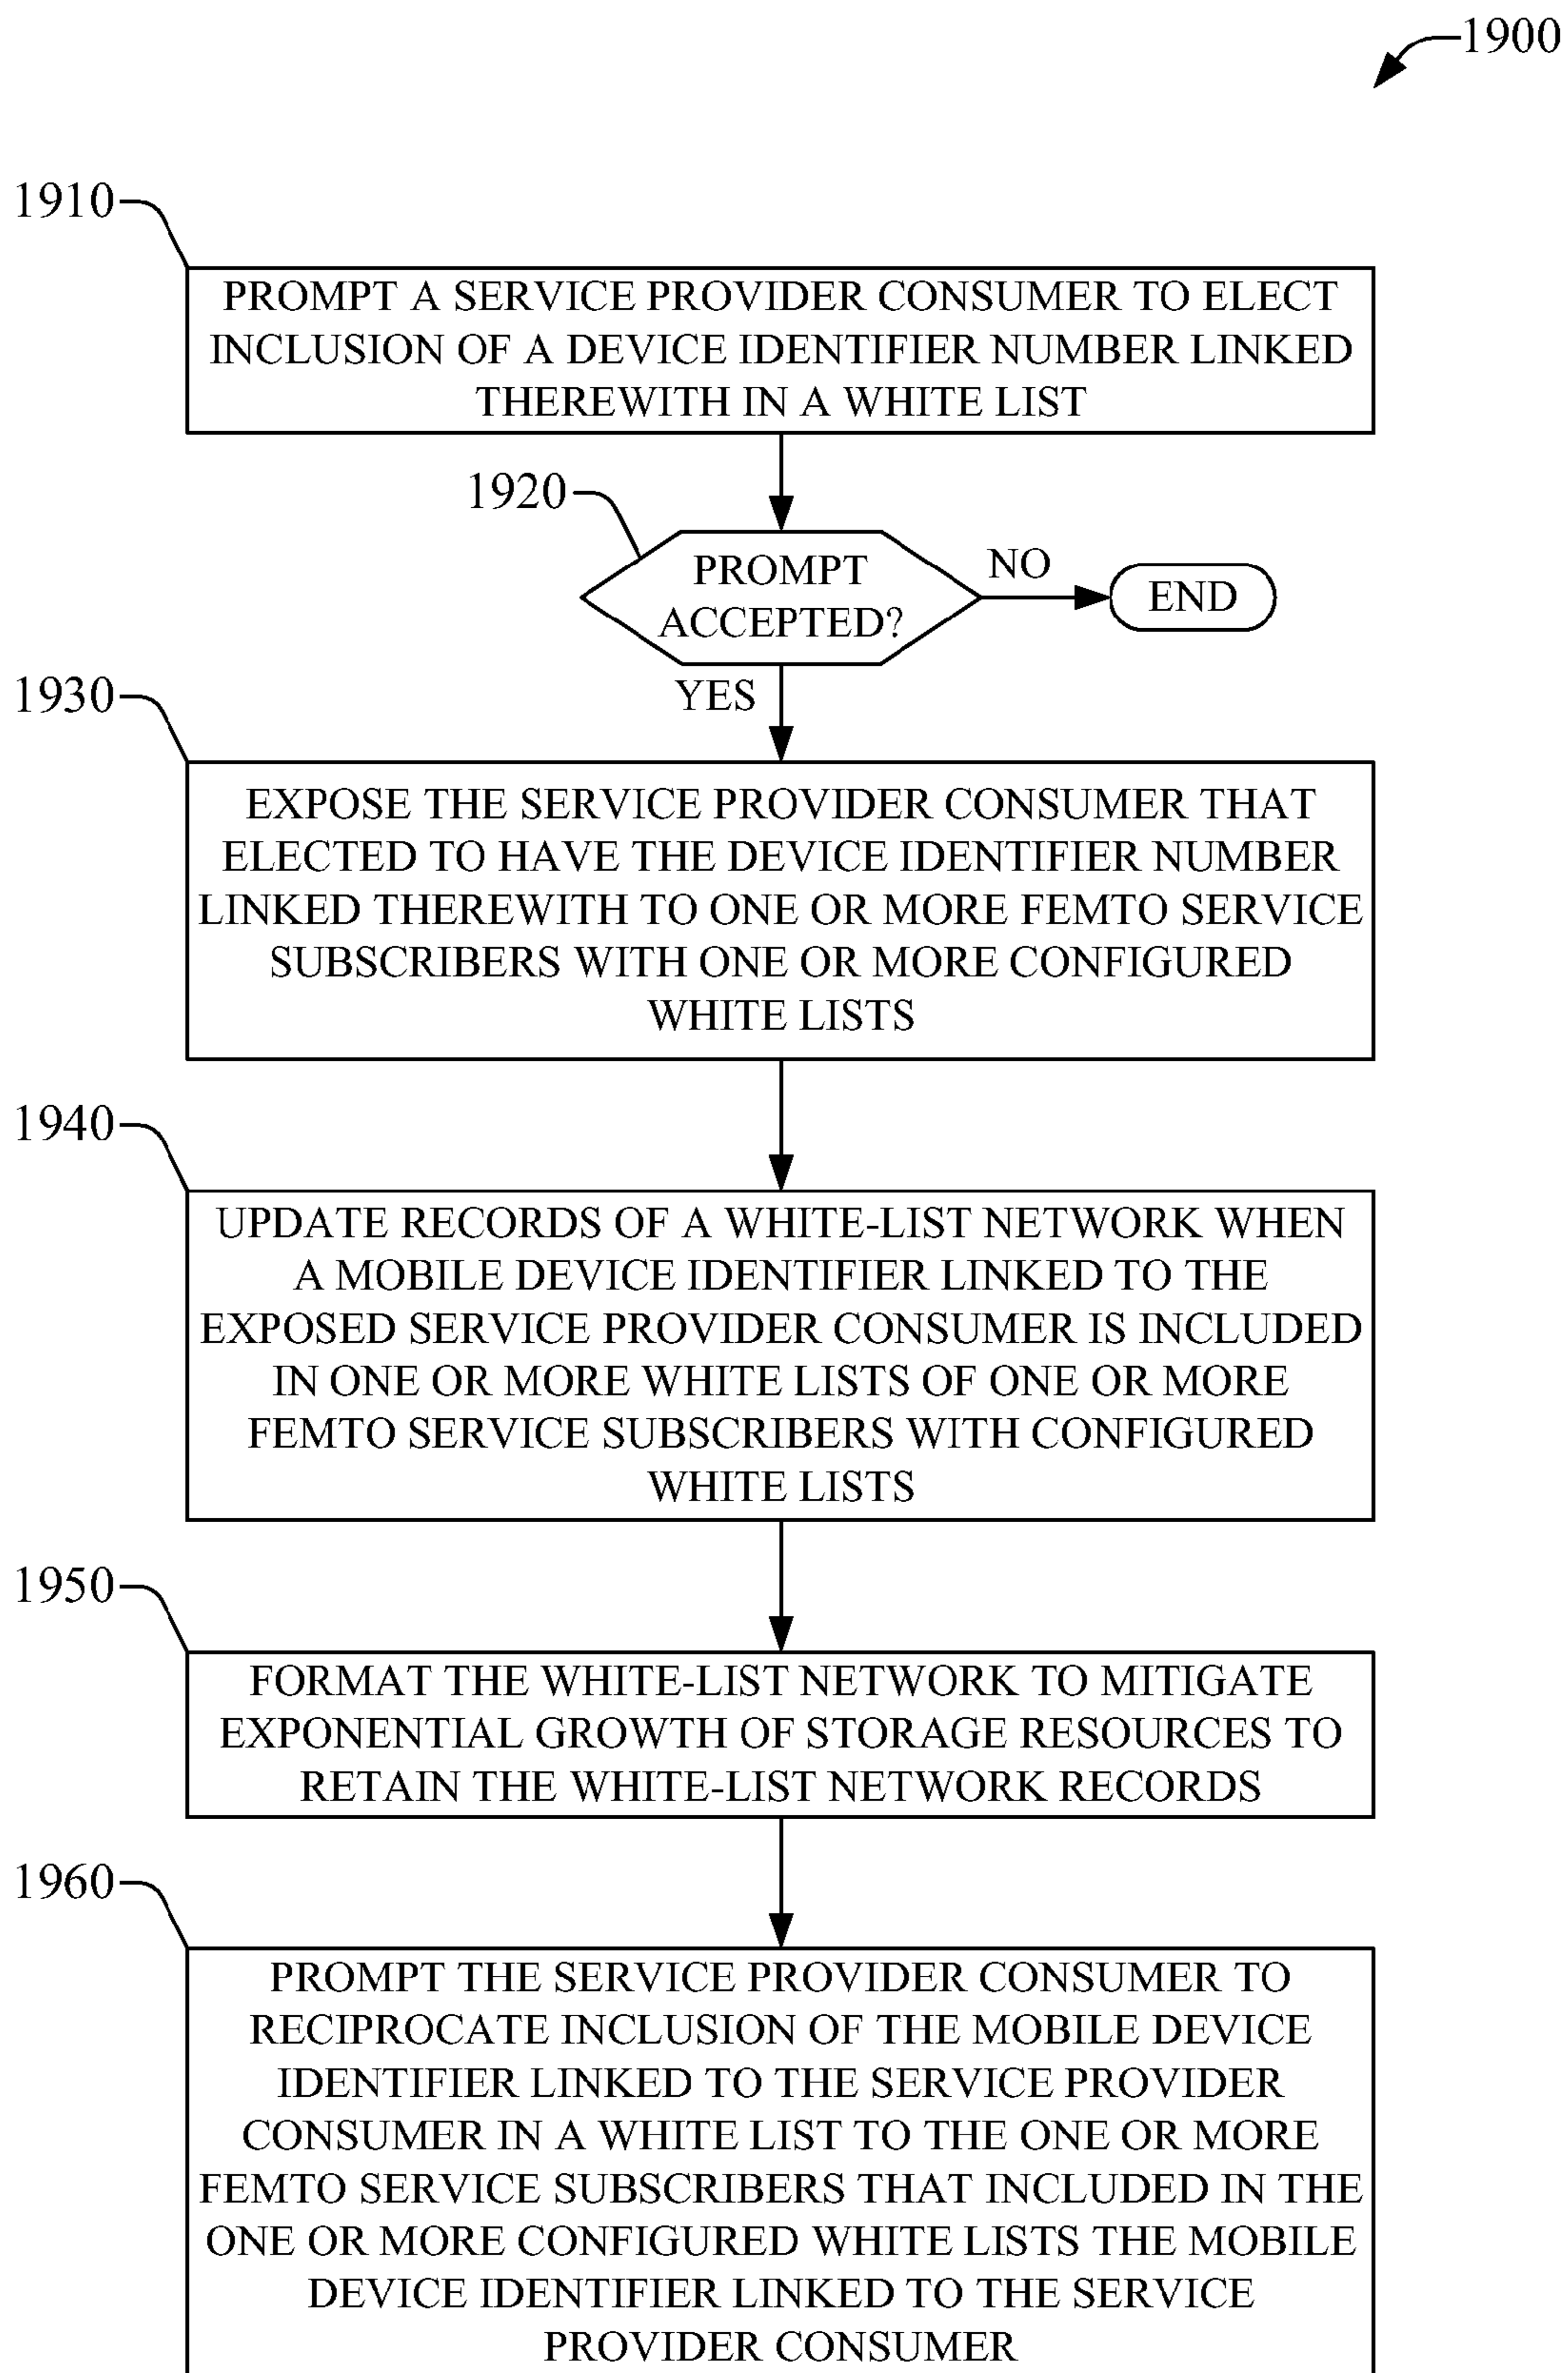 1900
1910
PROMPT A SERVICE PROVIDER CONSUMER TO ELECT
INCLUSION OF A DEVICE IDENTIFIER NUMBER LINKED
THEREWITH IN A WHITE LIST
1920
PROMPT
ACCEPTED?
NO
END
YES
1930
EXPOSE THE SERVICE PROVIDER CONSUMER THAT
ELECTED TO HAVE THE DEVICE IDENTIFIER NUMBER
LINKED THEREWITH TO ONE OR MORE FEMTO SERVICE
SUBSCRIBERS WITH ONE OR MORE CONFIGURED
WHITE LISTS
1940
UPDATE RECORDS OF A WHITE-LIST NETWORK WHEN
A MOBILE DEVICE IDENTIFIER LINKED TO THE
EXPOSED SERVICE PROVIDER CONSUMER IS INCLUDED
IN ONE OR MORE WHITE LISTS OF ONE OR MORE
FEMTO SERVICE SUBSCRIBERS WITH CONFIGURED
WHITE LISTS
1950
FORMAT THE WHITE-LIST NETWORK TO MITIGATE
EXPONENTIAL GROWTH OF STORAGE RESOURCES TO
RETAIN THE WHITE-LIST NETWORK RECORDS
1960
PROMPT THE SERVICE PROVIDER CONSUMER TO
RECIPROCATE INCLUSION OF THE MOBILE DEVICE
IDENTIFIER LINKED TO THE SERVICE PROVIDER
CONSUMER IN A WHITE LIST TO THE ONE OR MORE
FEMTO SERVICE SUBSCRIBERS THAT INCLUDED IN THE
ONE OR MORE CONFIGURED WHITE LISTS THE MOBILE
DEVICE IDENTIFIER LINKED TO THE SERVICE
PROVIDER CONSUMER